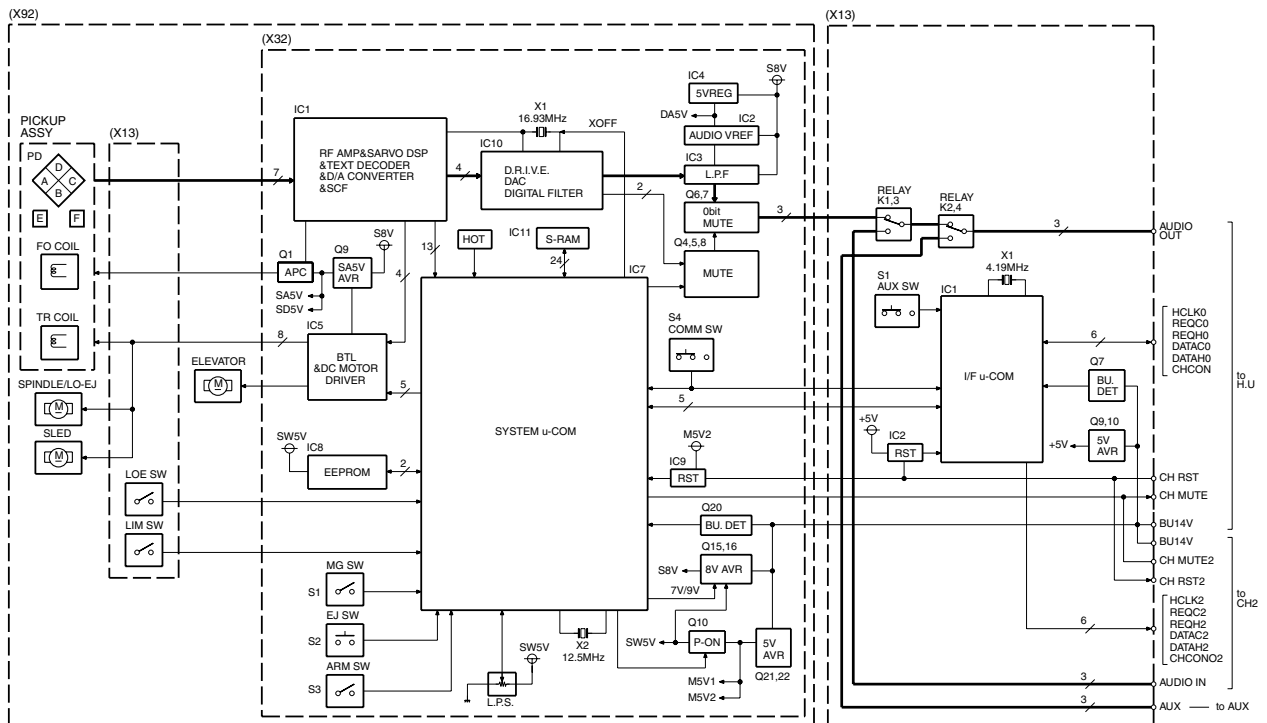 (X92)
(X13)
(X32)
PICKUP
ASSY
(X13)
PD
D
A
C
B
E
F
FO COIL
TR COIL
SPINDLE/LO-EJ
M
SLED
M
LOE SW
LIM SW
ELEVATOR
M
IC1
RF AMP&SARVO DSP
&TEXT DECODER
&D/A CONVERTER
&SCF
7
4
X1
16.93MHz
XOFF
IC10
D.R.I.V.E.
DAC
DIGITAL FILTER
2
IC4
5VREG
S8V
DA5V
IC2
AUDIO VREF
IC3
L.P.F
Q6,7
0bit
MUTE
3
Q4,5,8
MUTE
Q1
APC
Q9
SA5V
AVR
S8V
SA5V
SD5V
13
4
HOT
IC11
S-RAM
24
IC7
IC5
BTL
&DC MOTOR
DRIVER
8
5
SYSTEM u-COM
SW5V
IC8
EEPROM
2
S4
COMM SW
5
M5V2
IC9
RST
Q20
BU. DET
Q15,16
8V AVR
S8V
7V/9V
Q10
P-ON
SW5V
5V
AVR
Q21,22
M5V1
M5V2
MG SW
S1
EJ SW
S2
ARM SW
S3
SW5V
L.P.S.
X2
12.5MHz
RELAY
K1,3
RELAY
K2,4
3
AUDIO
OUT
X1
4.19MHz
S1
AUX SW
IC1
I/F u-COM
6
HCLK0
REQC0
REQH0
DATAC0
DATAH0
CHCON
to
H.U
Q7
BU.
DET
Q9,10
5V
AVR
+5V
+5V
IC2
RST
CH RST
CH MUTE
BU14V
BU14V
CH MUTE2
CH RST2
to
CH2
6
HCLK2
REQC2
REQH2
DATAC2
DATAH2
CHCONO2
3
AUDIO IN
3
AUX
to AUX